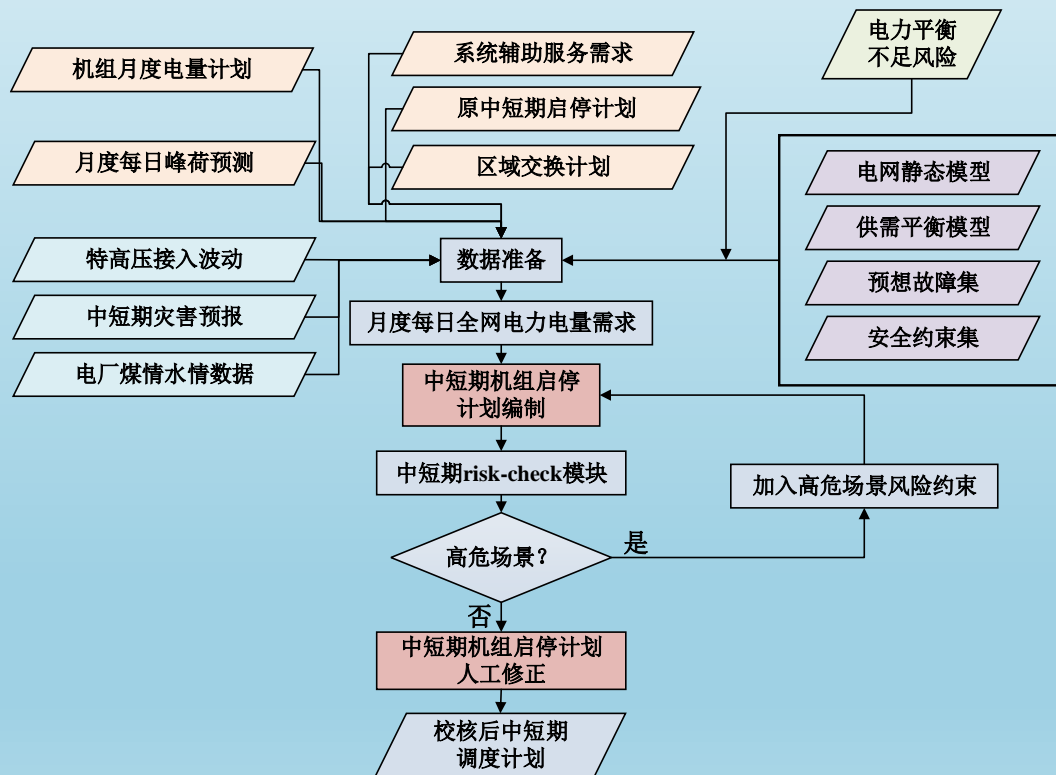 机组月度电量计划
月度每日峰荷预测
系统辅助服务需求
原中短期启停计划
区域交换计划
电力平衡
不足风险
电网静态模型
供需平衡模型
预想故障集
安全约束集
特高压接入波动
中短期灾害预报
电厂煤情水情数据
数据准备
月度每日全网电力电量需求
中短期机组启停
计划编制
中短期risk-check模块
加入高危场景风险约束
高危场景?
是
否
中短期机组启停计划
人工修正
校核后中短期
调度计划